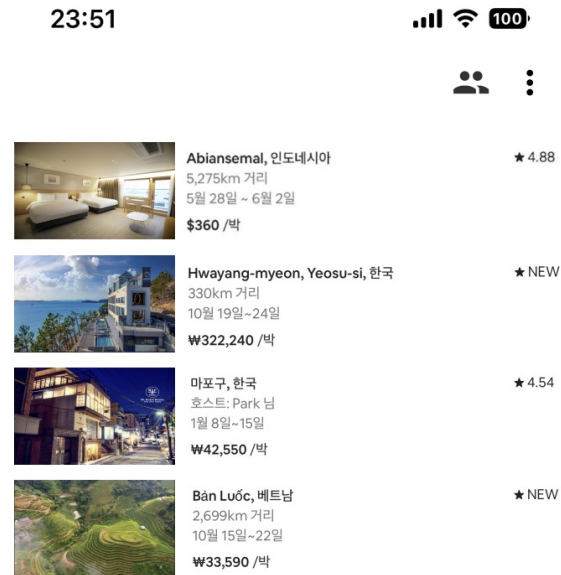 23:51
100
Abiansemal, 인도네시아
★ 4.88
5,275km 거리
5월 28일 ~ 6월 2일
$360 /박
Hwayang-myeon, Yeosu-si, 한국
★ NEW
330km 거리
10월 19일~24일
₩322,240 /박
마포구, 한국
★ 4.54
호스트: Park 님
1월 8일~15일
₩42,550 /박
Bản Luốc, 베트남
★ NEW
2,699km 거리
10월 15일~22일
₩33,590 /박